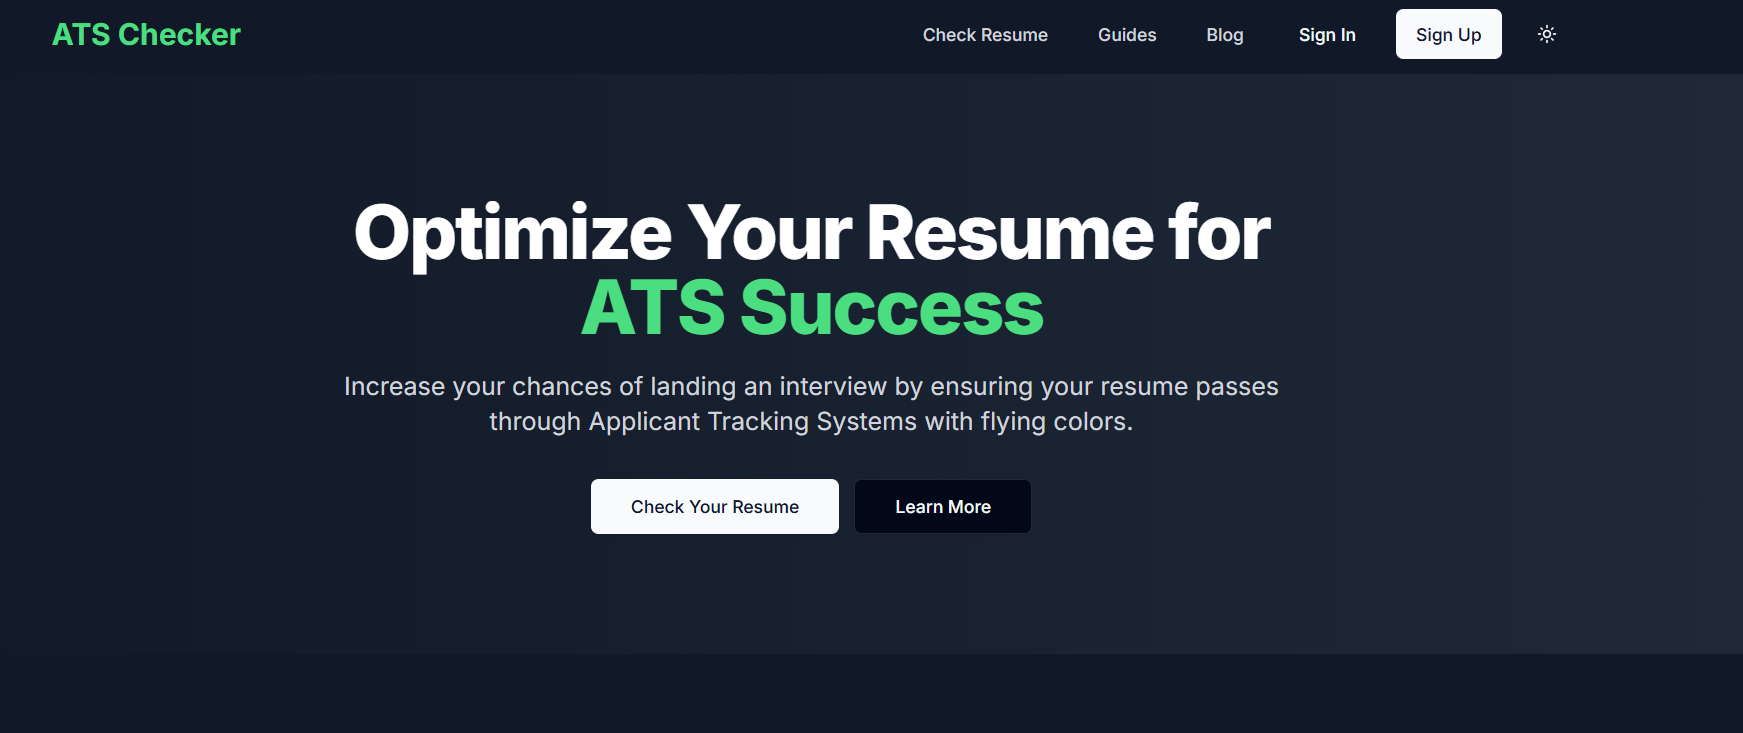 ATS Checker
Check Resume
Guides
Blog
Sign In
Sign Up
Optimize Your Resume for
ATS Success
Increase your chances of landing an interview by ensuring your resume passes
through Applicant Tracking Systems with flying colors.
Check Your Resume
Learn More